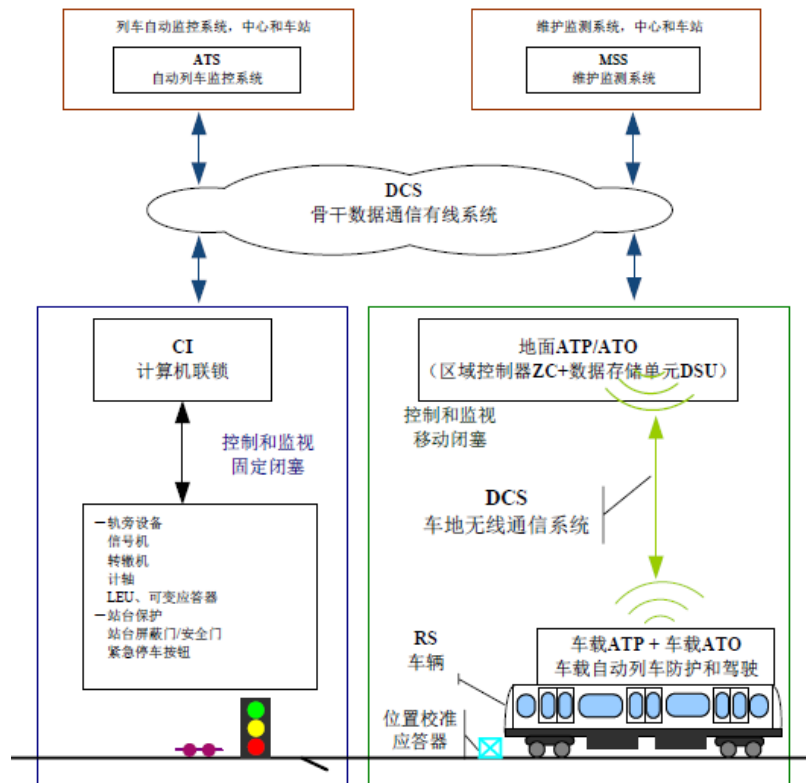 列车自动监控系统，中心和车站
ATS
自动列车监控系统
维护监测系统，中心和车站
MSS
维护监测系统
DCS
骨干数据通信有线系统
CI
计算机联锁
控制和监视
固定闭塞
一轨旁设备
信号机
转辙机
计轴
LEU、可变应答器
一站台保护
站台屏蔽门/安全门
紧急停车按钮
地面ATP/ATO
（区域控制器ZC+数据存储单元DSU）
控制和监视
移动闭塞
DCS
车地无线通信系统
RS
车辆
车载ATP + 车载ATO
车载自动列车防护和驾驶
位置校准
应答器